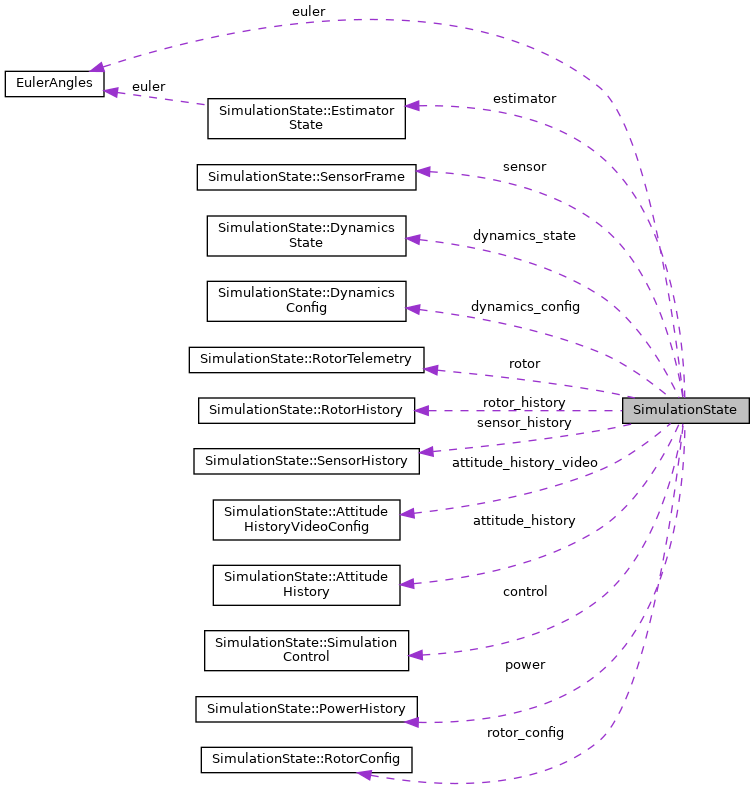 euler
EulerAngles
euler
SimulationState::Estimator
State
estimator
SimulationState::SensorFrame
sensor
SimulationState::Dynamics
State
dynamics_state
SimulationState::Dynamics
Config
dynamics_config
SimulationState::RotorTelemetry
rotor
SimulationState::RotorHistory
rotor_history
SimulationState
sensor_history
SimulationState::SensorHistory
attitude_history_video
SimulationState::Attitude
HistoryVideoConfig
attitude_history
SimulationState::Attitude
History
control
SimulationState::Simulation
Control
power
SimulationState::PowerHistory
rotor_config
SimulationState::RotorConfig